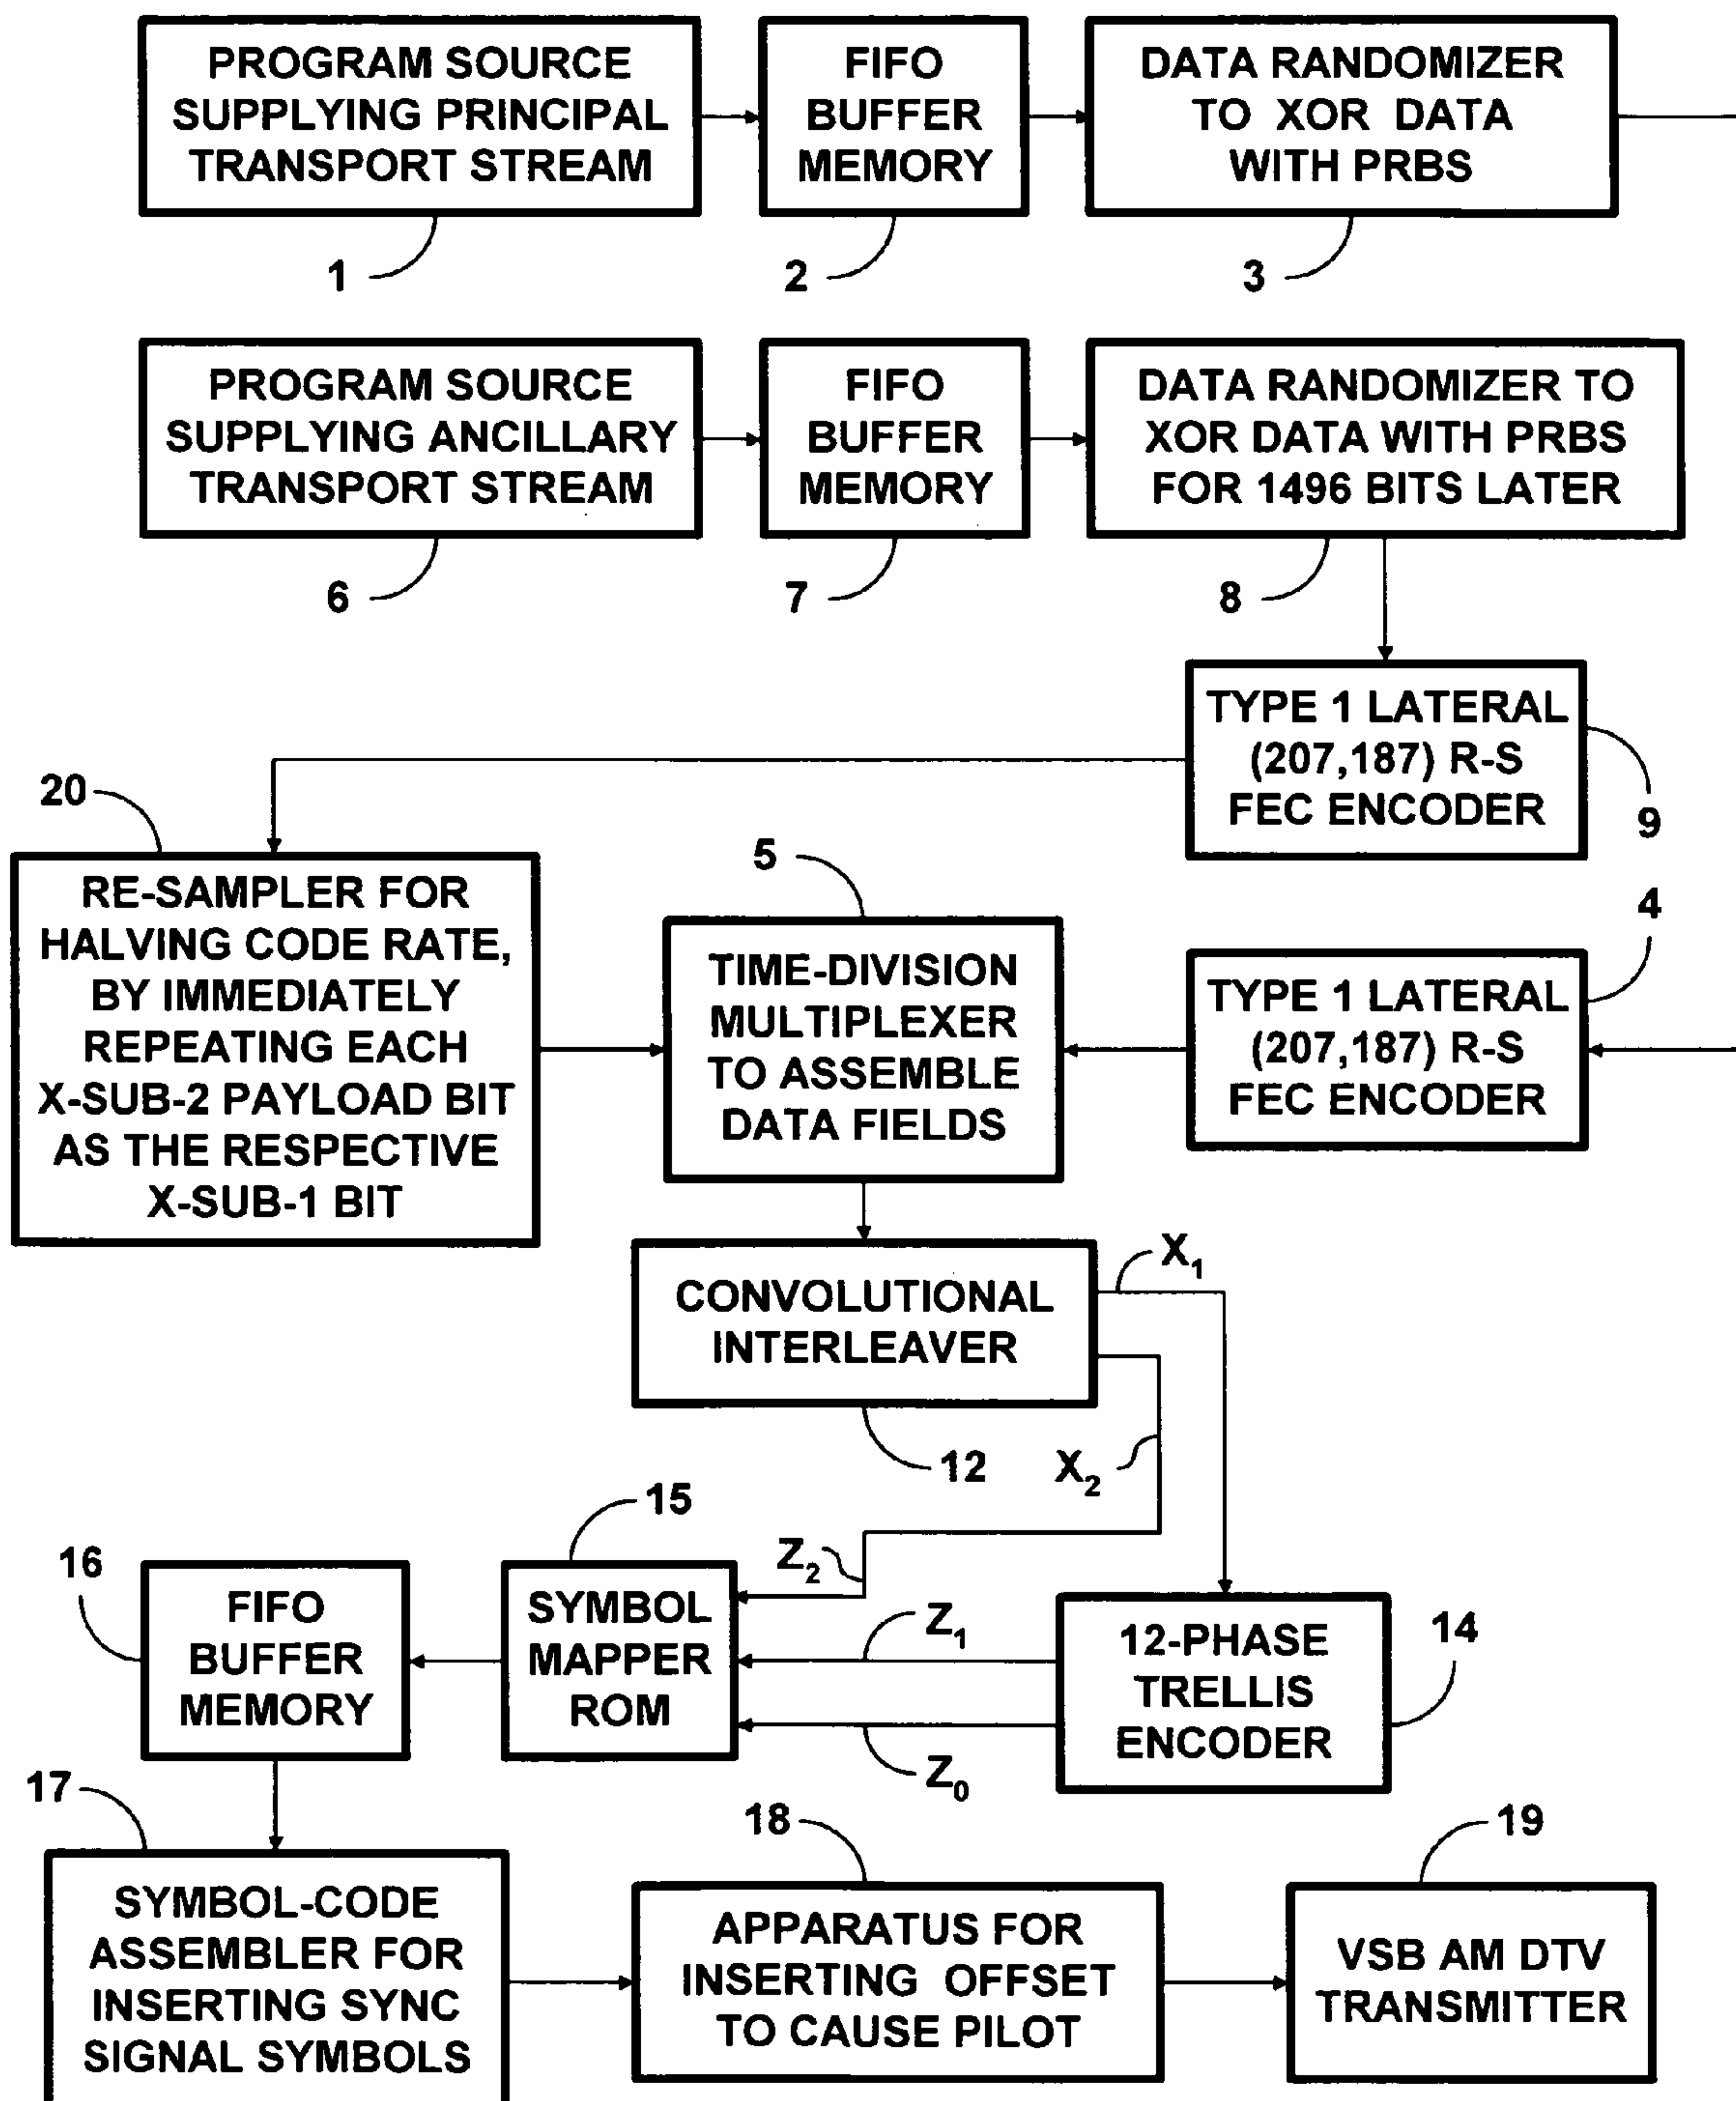 PROGRAM SOURCE
SUPPLYING PRINCIPAL
TRANSPORT STREAM
1
FIFO
BUFFER
MEMORY
2
DATA RANDOMIZER
TO XOR DATA
WITH PRBS
3
PROGRAM SOURCE
SUPPLYING ANCILLARY
TRANSPORT STREAM
6
FIFO
BUFFER
MEMORY
7
DATA RANDOMIZER TO
XOR DATA WITH PRBS
FOR 1496 BITS LATER
8
TYPE 1 LATERAL
(207,187) R-S
FEC ENCODER
9
20
RE-SAMPLER FOR
HALVING CODE RATE,
BY IMMEDIATELY
REPEATING EACH
X-SUB-2 PAYLOAD BIT
AS THE RESPECTIVE
X-SUB-1 BIT
5
TIME-DIVISION
MULTIPLEXER
TO ASSEMBLE
DATA FIELDS
4
TYPE 1 LATERAL
(207,187) R-S
FEC ENCODER
CONVOLUTIONAL
INTERLEAVER
12
X₁
X₂
15
SYMBOL
MAPPER
ROM
Z₂
Z₁
Z₀
12-PHASE
TRELLIS
ENCODER
14
16
FIFO
BUFFER
MEMORY
17
SYMBOL-CODE
ASSEMBLER FOR
INSERTING SYNC
SIGNAL SYMBOLS
18
APPARATUS FOR
INSERTING OFFSET
TO CAUSE PILOT
19
VSB AM DTV
TRANSMITTER